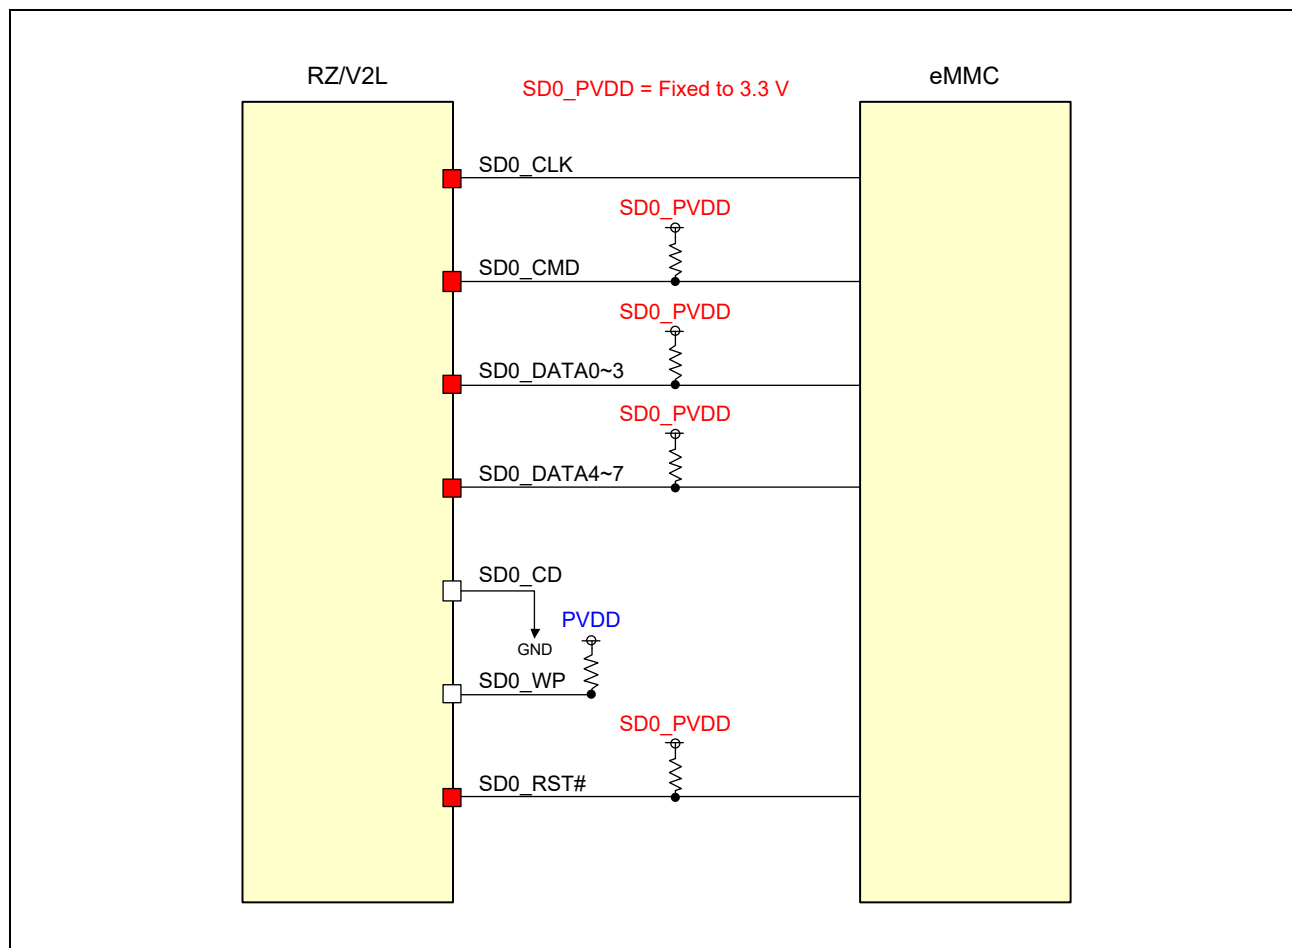 RZ/V2L
SD0_PVDD = Fixed to 3.3 V
eMMC
SD0_CLK
SD0_PVDD
SD0_CMD
SD0_PVDD
SD0_DATA0~3
SD0_PVDD
SD0_DATA4~7
SD0_CD
PVDD
GND
SD0_WP
SD0_PVDD
SD0_RST#